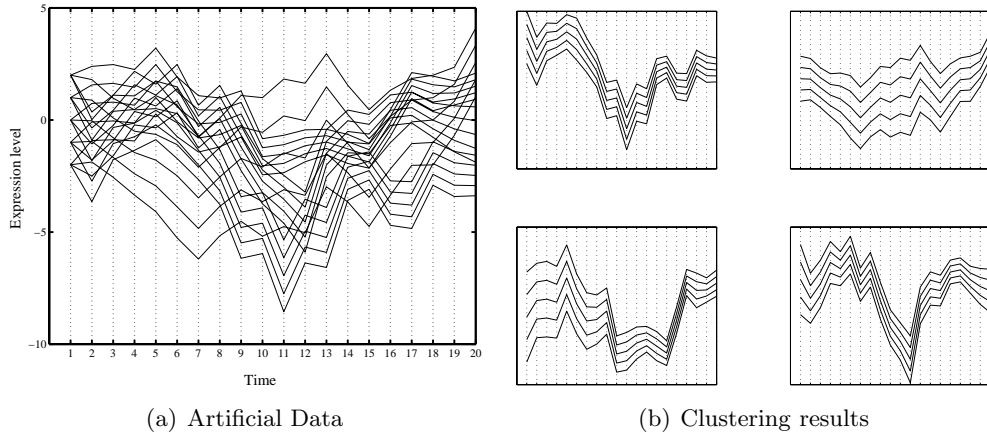 5
0
−5
−10
Expression level
1 2 3 4 5 6 7 8 9 10 11 12 13 14 15 16 17 18 19 20
Time
(a) Artificial Data
(b) Clustering results